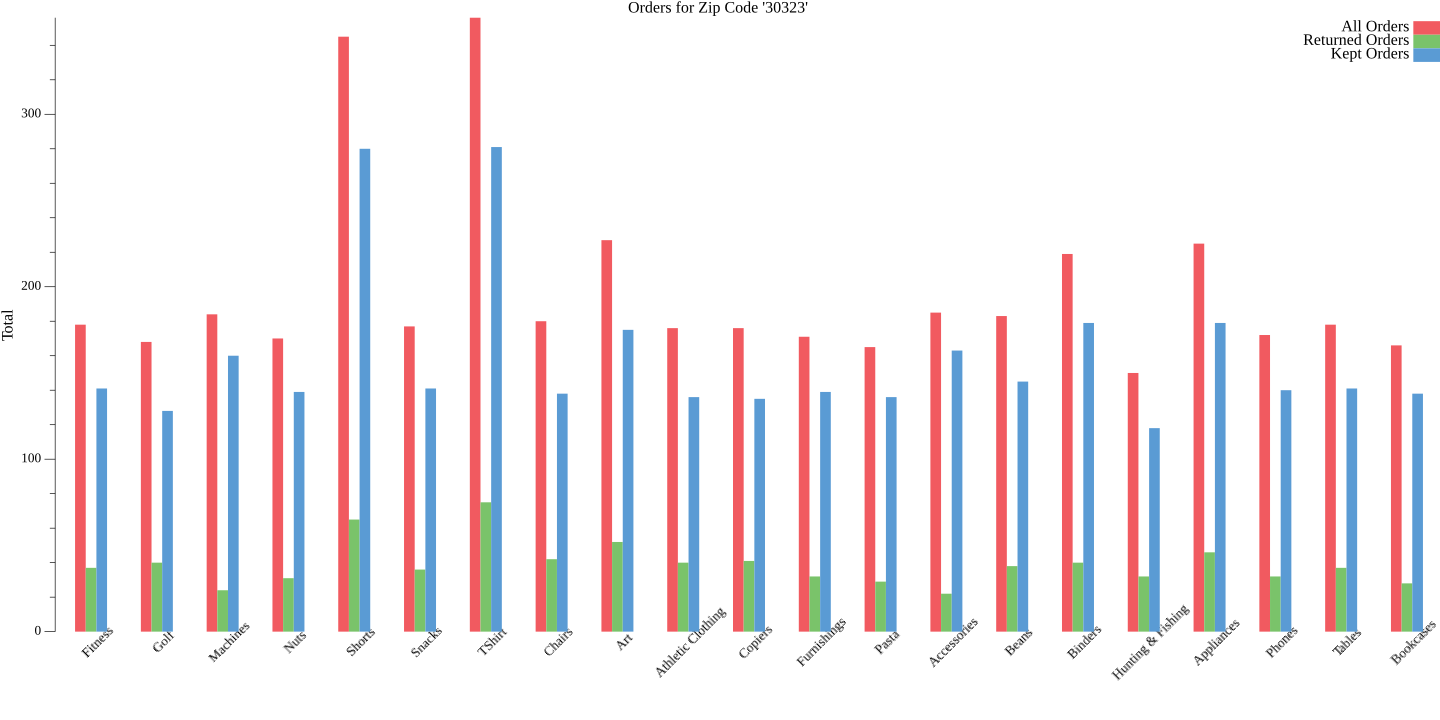 Orders for Zip Code '30323'
All Orders
Returned Orders
Kept Orders
Total
300
200
100
0
Fitness
Golf
Machines
Nuts
Shorts
Snacks
TShirt
Chairs
Art
Athletic Clothing
Copiers
Furnishings
Pasta
Accessories
Beans
Binders
Hunting & Fishing
Appliances
Phones
Tables
Bookcases